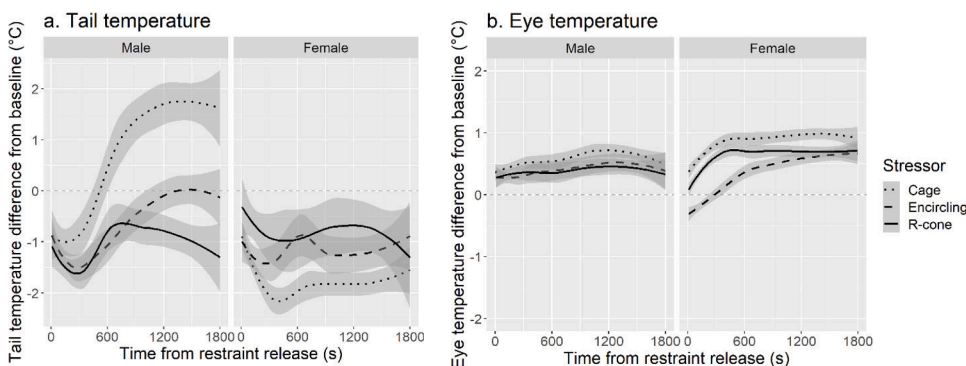 a. Tail temperature
Male
Female
Tail temperature difference from baseline (°C)
2
1
0
-1
-2
0 600 1200 1800 0 600 1200 1800
Time from restraint release (s)
b. Eye temperature
Male
Female
Eye temperature difference from baseline (°C)
2
1
0
-1
-2
0 600 1200 1800 0 600 1200 1800
Time from restraint release (s)
Stressor
Cage
Encircling
R-cone